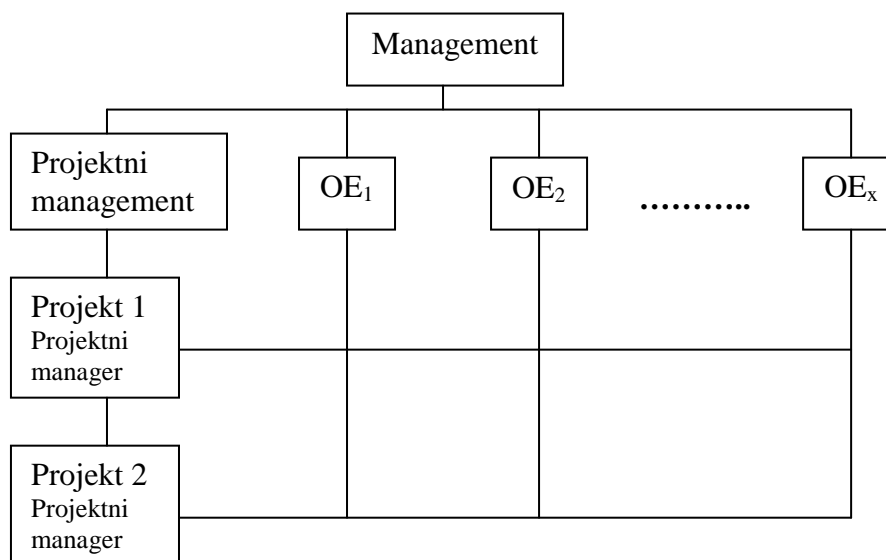 Management
Projektni
management
OE₁
OE₂
...........
OEₓ
Projekt 1
Projektni
manager
Projekt 2
Projektni
manager